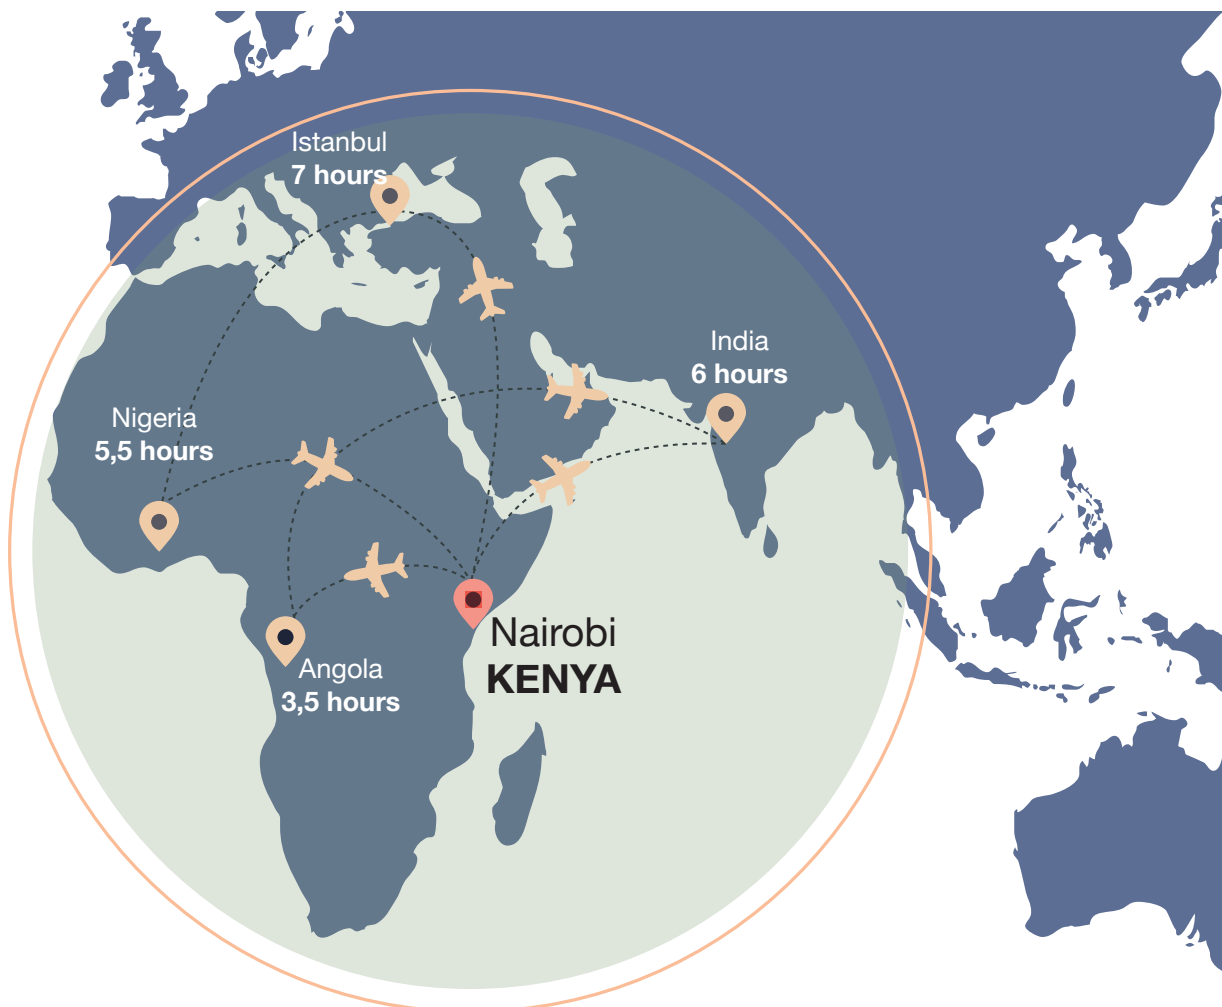 Istanbul
7 hours
India
6 hours
Nigeria
5,5 hours
Nairobi
KENYA
Angola
3,5 hours